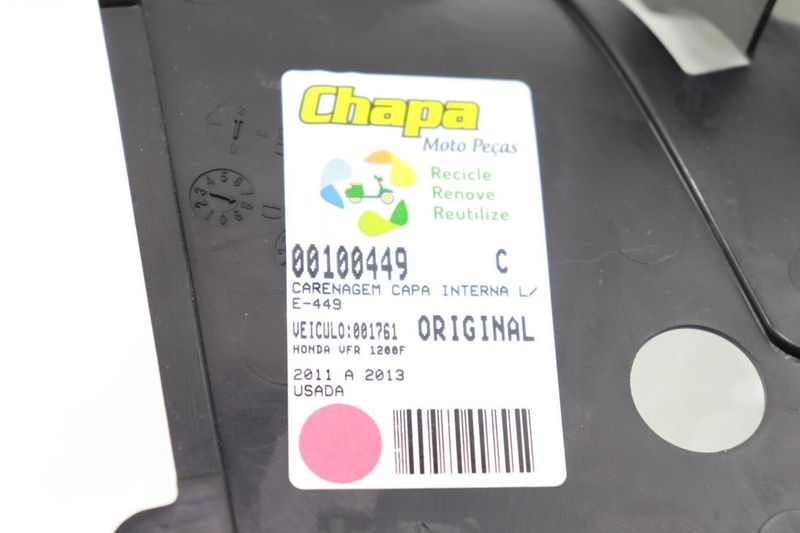 Chapa
Moto Peças
Recicle
Renove
Reutilize
00100449 C
CARENAGEM CAPA INTERNA L/
E-449
VEICULO:001761 ORIGINAL
HONDA VFR 1200F
2011 A 2013
USADA